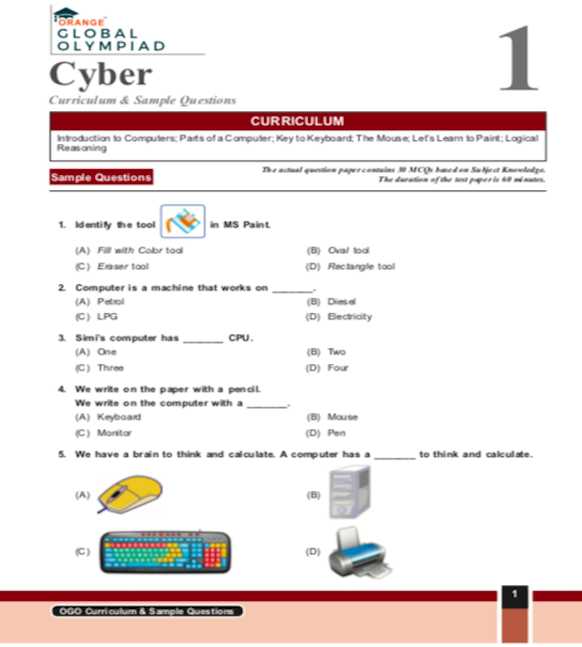 ORANGE
GLOBAL
OLYMPIAD
Cyber
1
Curriculum & Sample Questions
CURRICULUM
Introduction to Computers; Parts of a Computer; Key to Keyboard; The Mouse; Let's Learn to Paint; Logical
Reasoning
Sample Questions
The actual question paper contains 30 MCQs based on Subject Knowledge.
The duration of the test paper is 60 minutes.
1. Identify the tool in MS Paint.
(A) Fill with Color tool (B) Oval tool
(C) Eraser tool (D) Rectangle tool
2. Computer is a machine that works on _______.
(A) Petrol (B) Diesel
(C) LPG (D) Electricity
3. Simi's computer has _______ CPU.
(A) One (B) Two
(C) Three (D) Four
4. We write on the paper with a pencil.
We write on the computer with a _______.
(A) Keyboard (B) Mouse
(C) Monitor (D) Pen
5. We have a brain to think and calculate. A computer has a _______ to think and calculate.
(A) (B)
(C) (D)
1
OGO Curriculum & Sample Questions